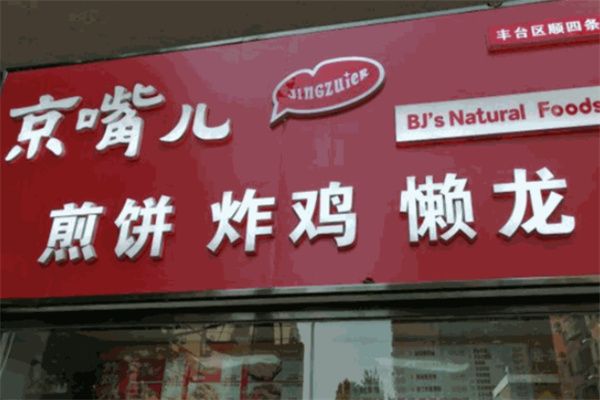 丰台区顺四条
京嘴儿
JINGZUIER
BJ's Natural Foods
煎饼 炸鸡 懒龙